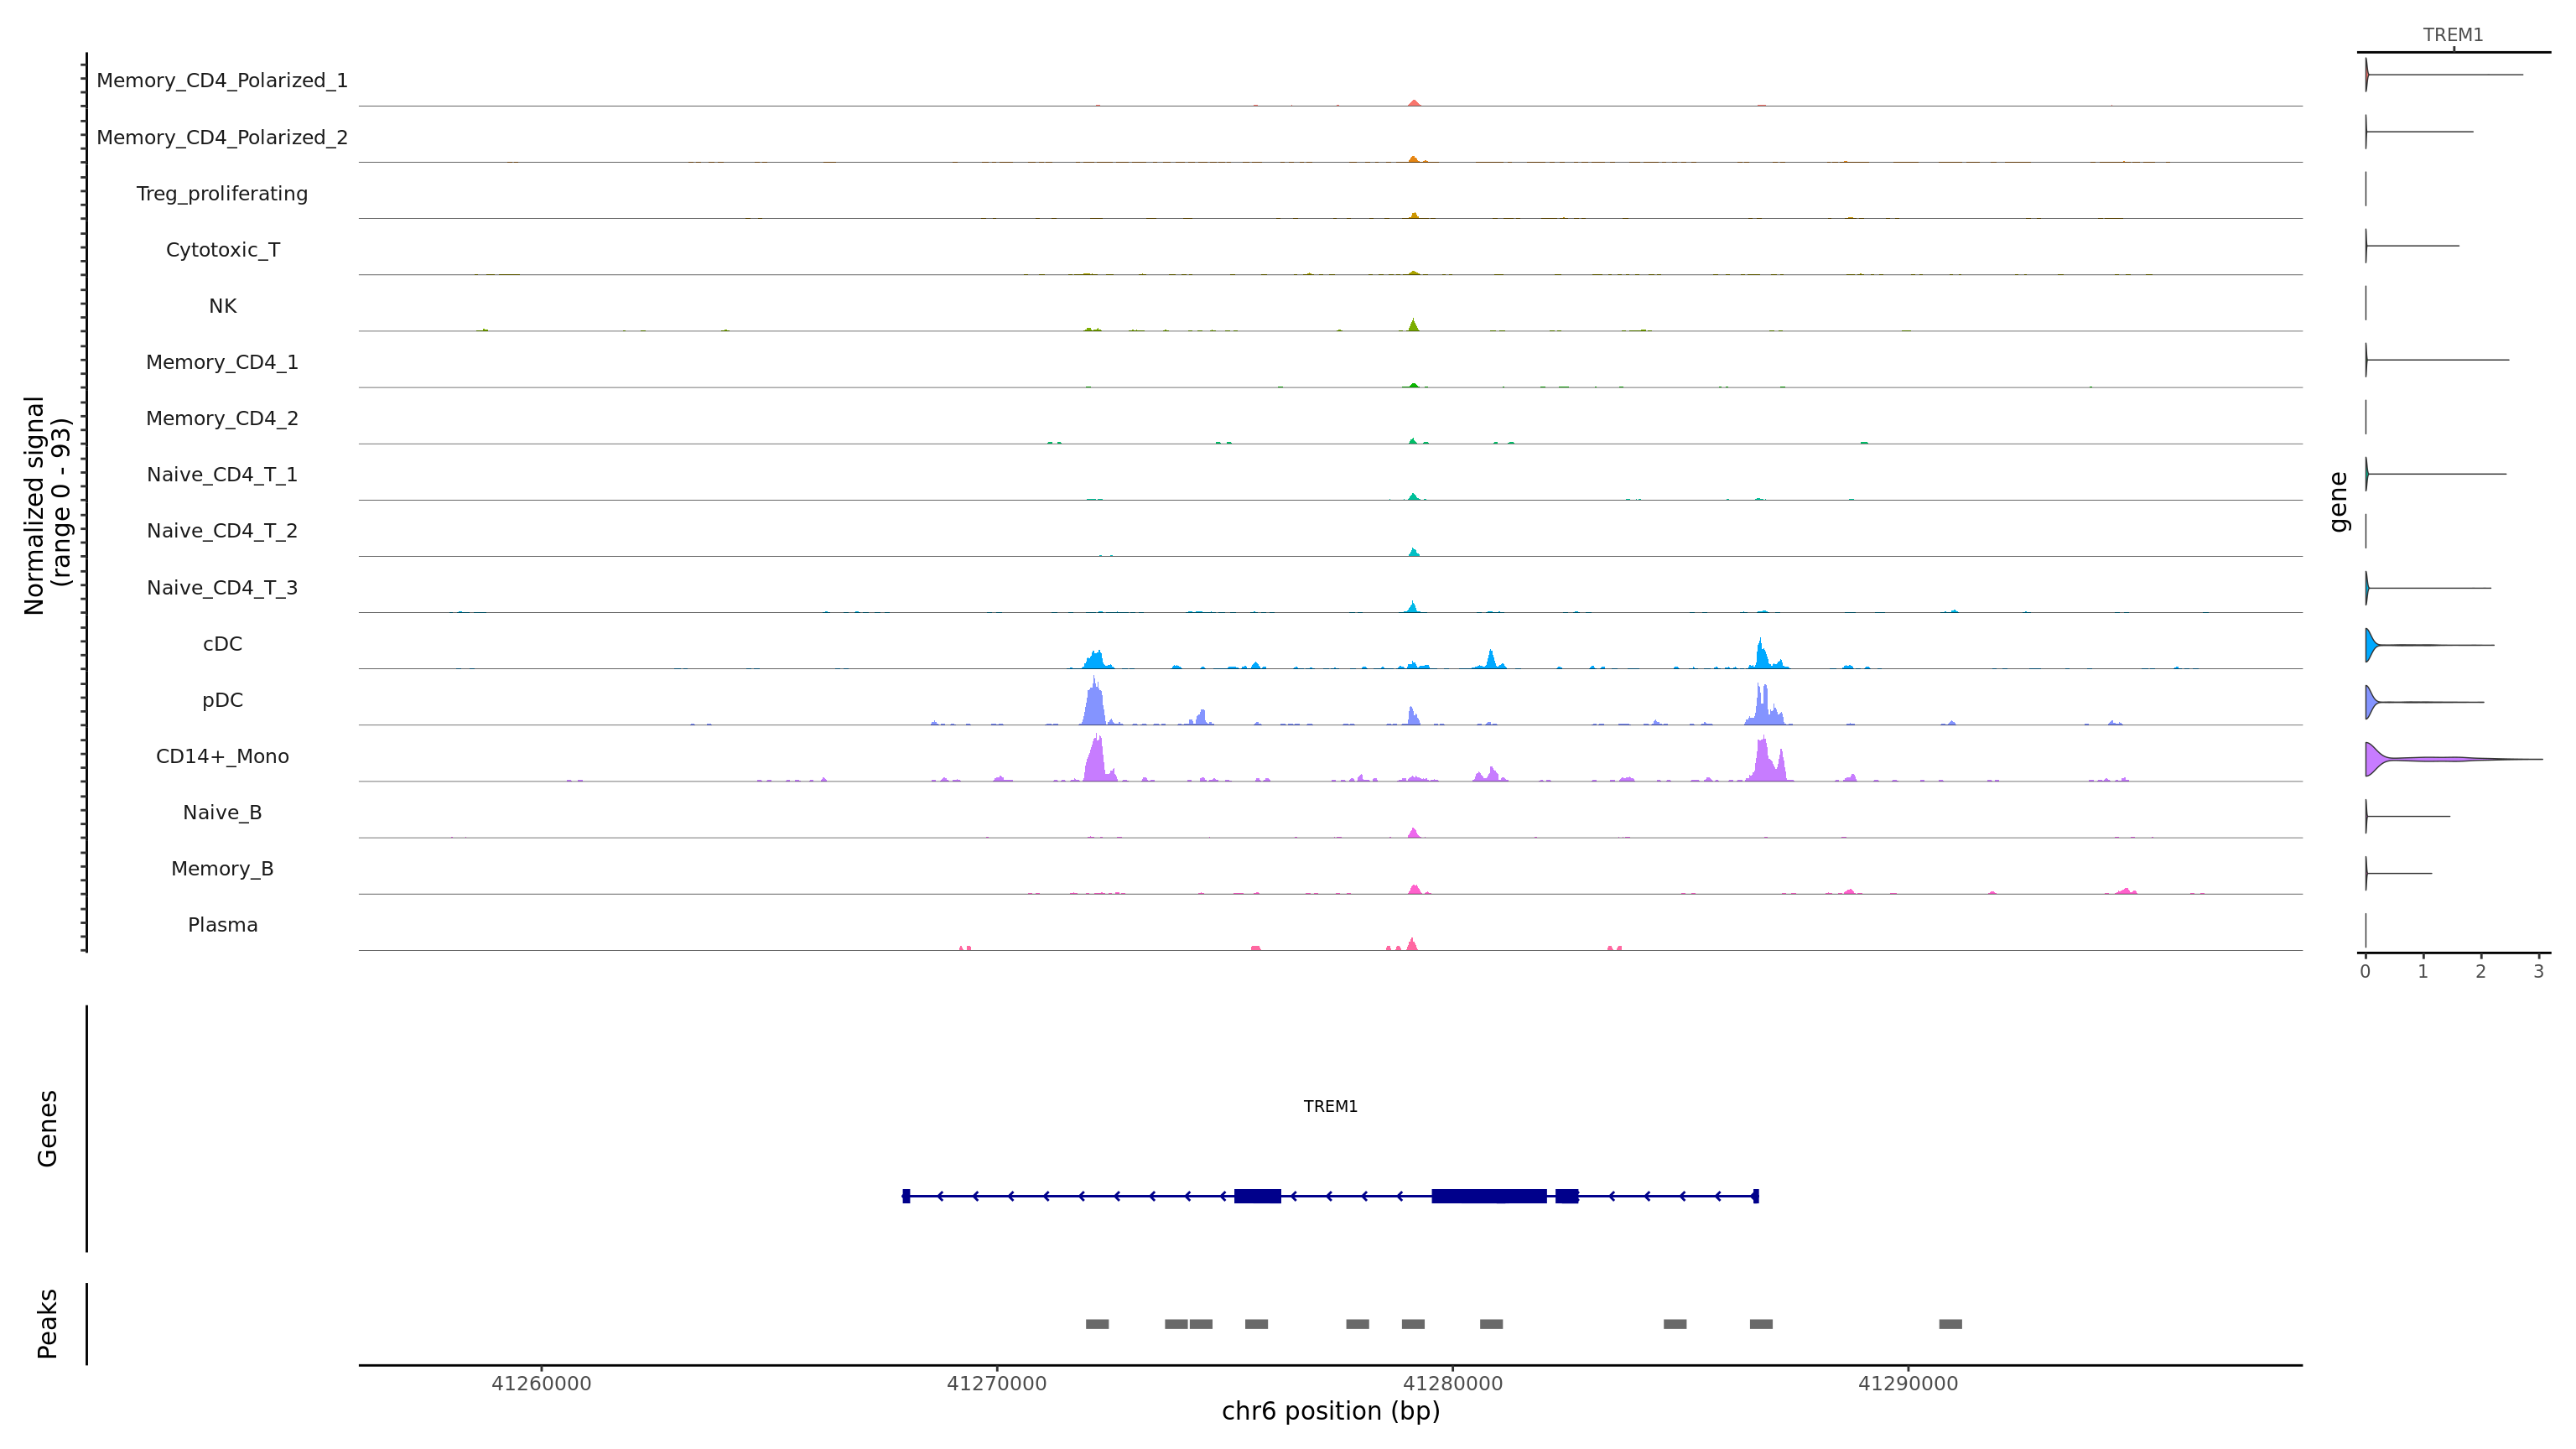 TREM1
Memory_CD4_Polarized_1
Memory_CD4_Polarized_2
Treg_proliferating
Cytotoxic_T
NK
Memory_CD4_1
Memory_CD4_2
Naive_CD4_T_1
Naive_CD4_T_2
Naive_CD4_T_3
cDC
pDC
CD14+_Mono
Naive_B
Memory_B
Plasma
Normalized signal
(range 0 - 93)
gene
0 1 2 3
Genes
TREM1
Peaks
41260000 41270000 41280000 41290000
chr6 position (bp)